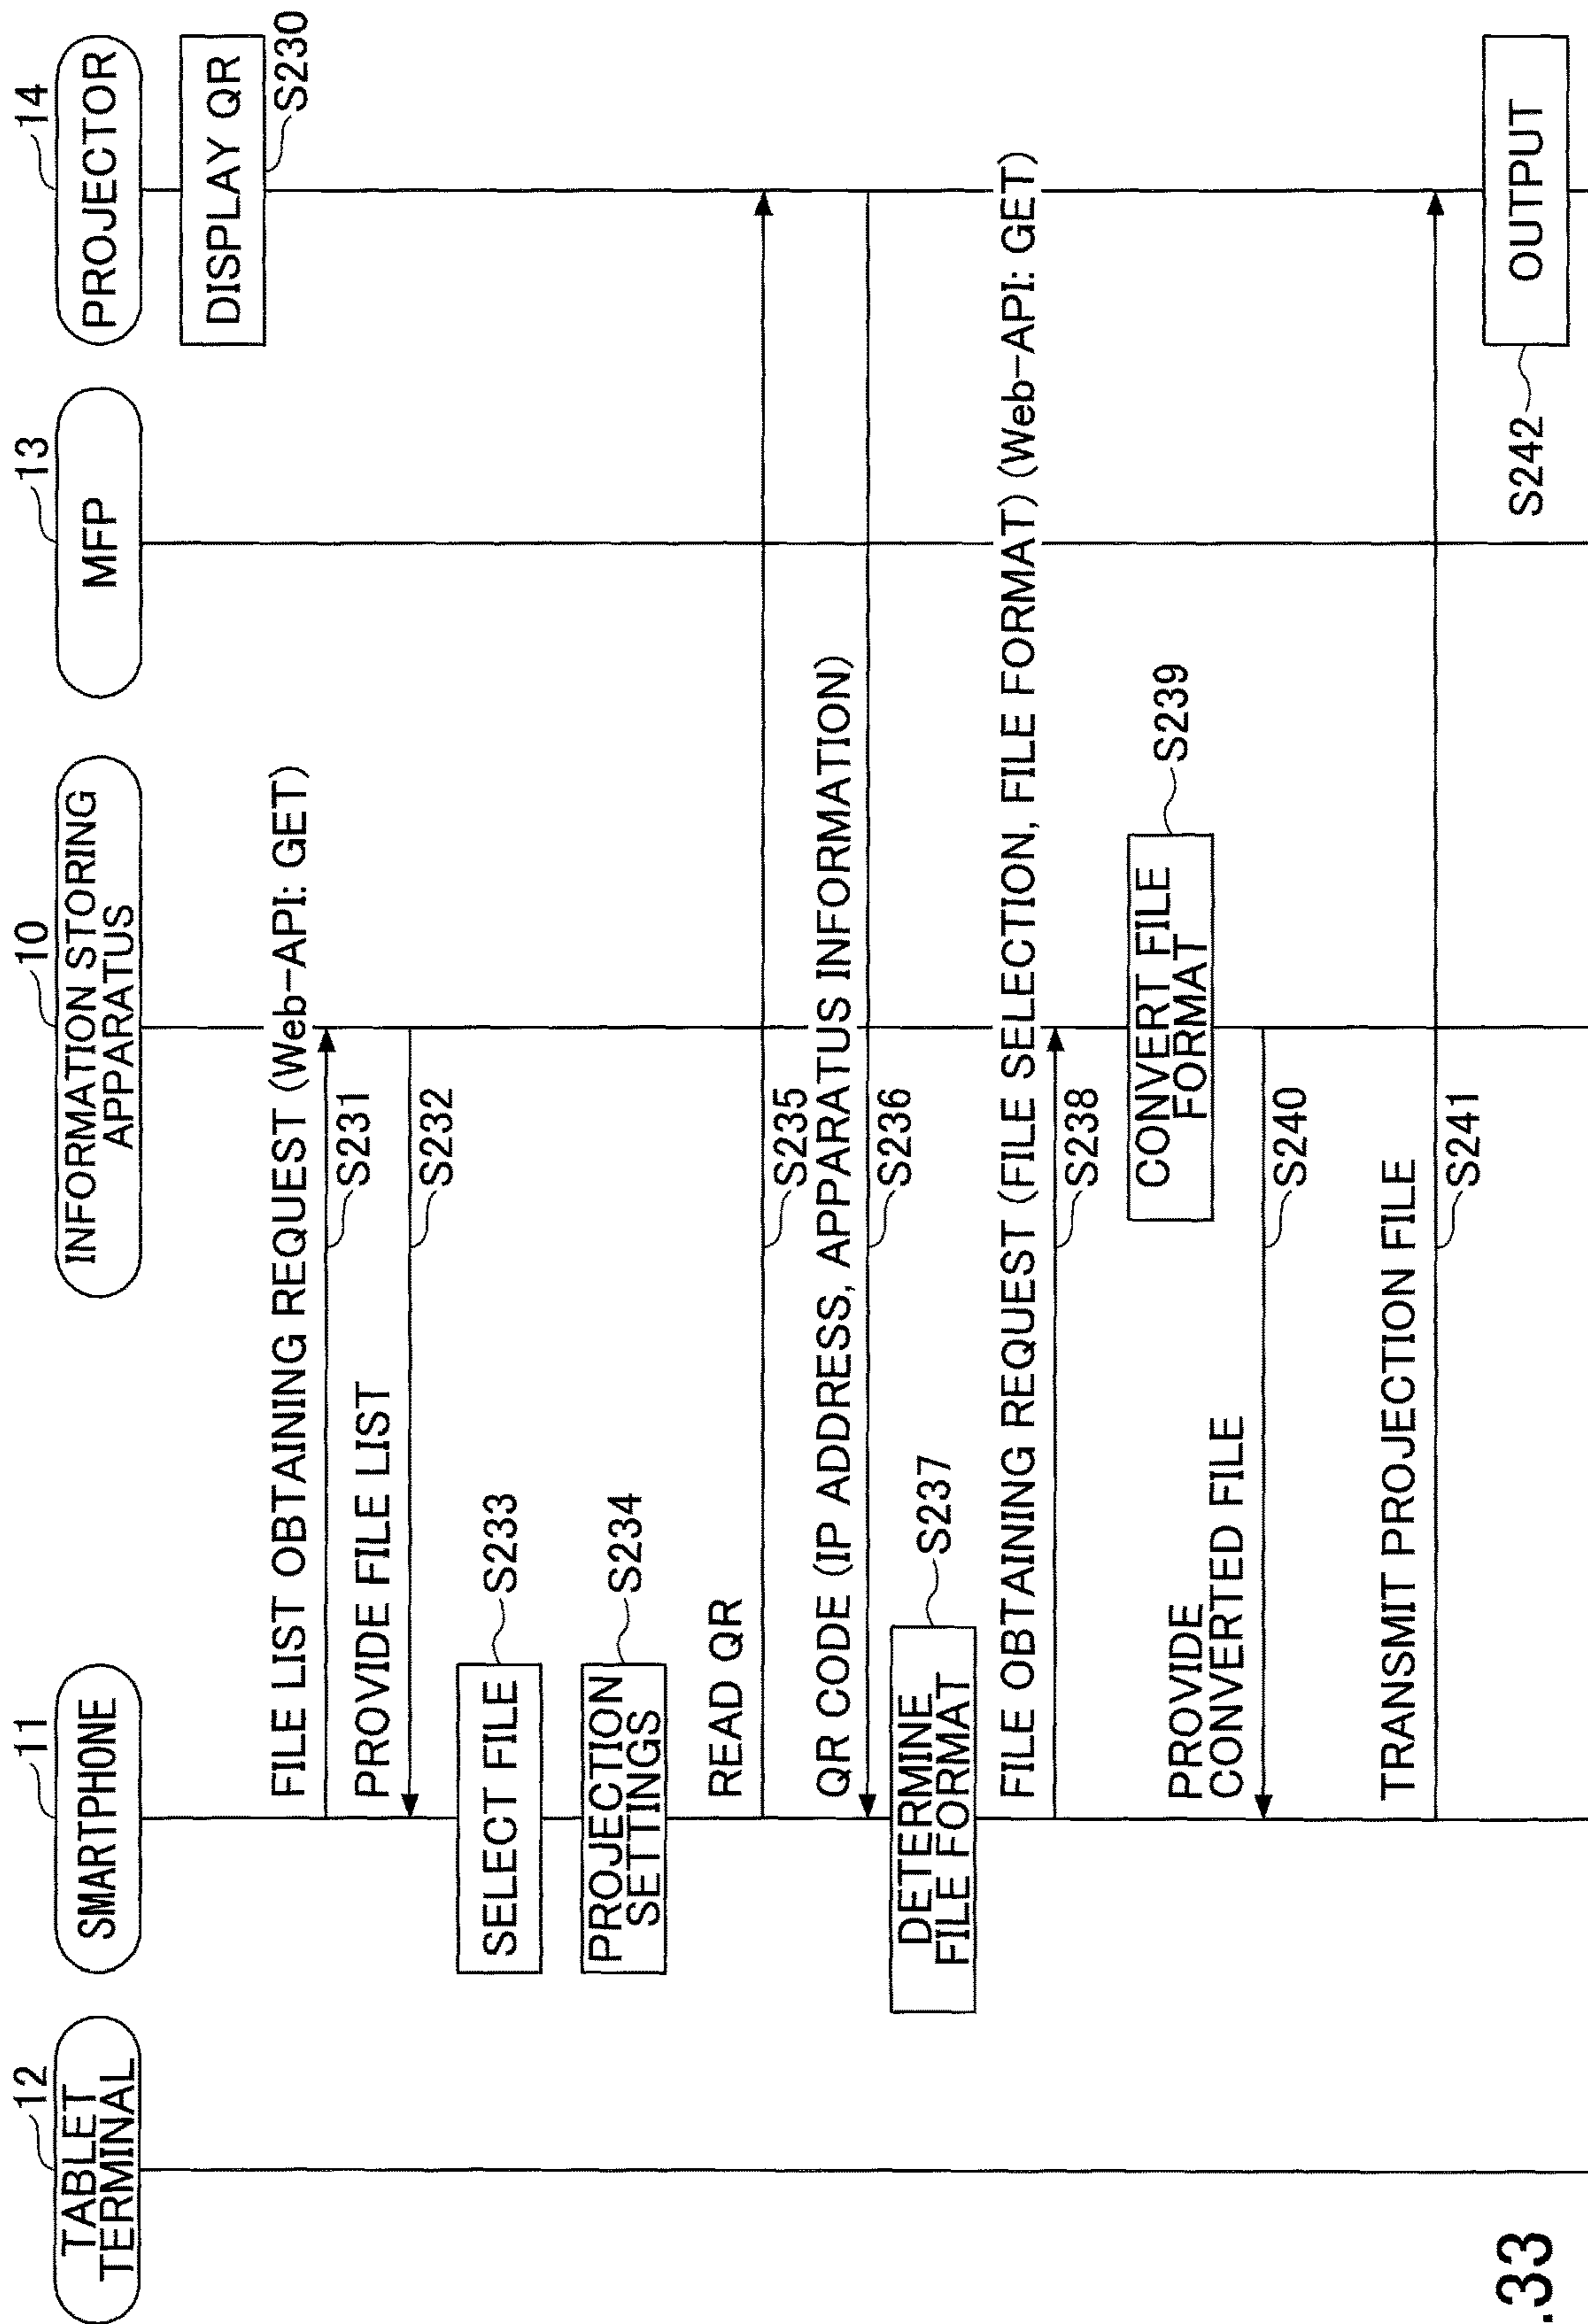 12
TABLET
TERMINAL
11
SMARTPHONE
10
INFORMATION STORING
APPARATUS
13
MFP
14
PROJECTOR
DISPLAY QR
S230
FILE LIST OBTAINING REQUEST (Web-API: GET)
S231
PROVIDE FILE LIST
S232
SELECT FILE
S233
PROJECTION
SETTINGS
S234
READ QR
S235
QR CODE (IP ADDRESS, APPARATUS INFORMATION)
S236
DETERMINE
FILE FORMAT
S237
FILE OBTAINING REQUEST (FILE SELECTION, FILE FORMAT) (Web-API: GET)
S238
CONVERT FILE
FORMAT
S239
PROVIDE
CONVERTED FILE
S240
TRANSMIT PROJECTION FILE
S241
OUTPUT
S242
.33